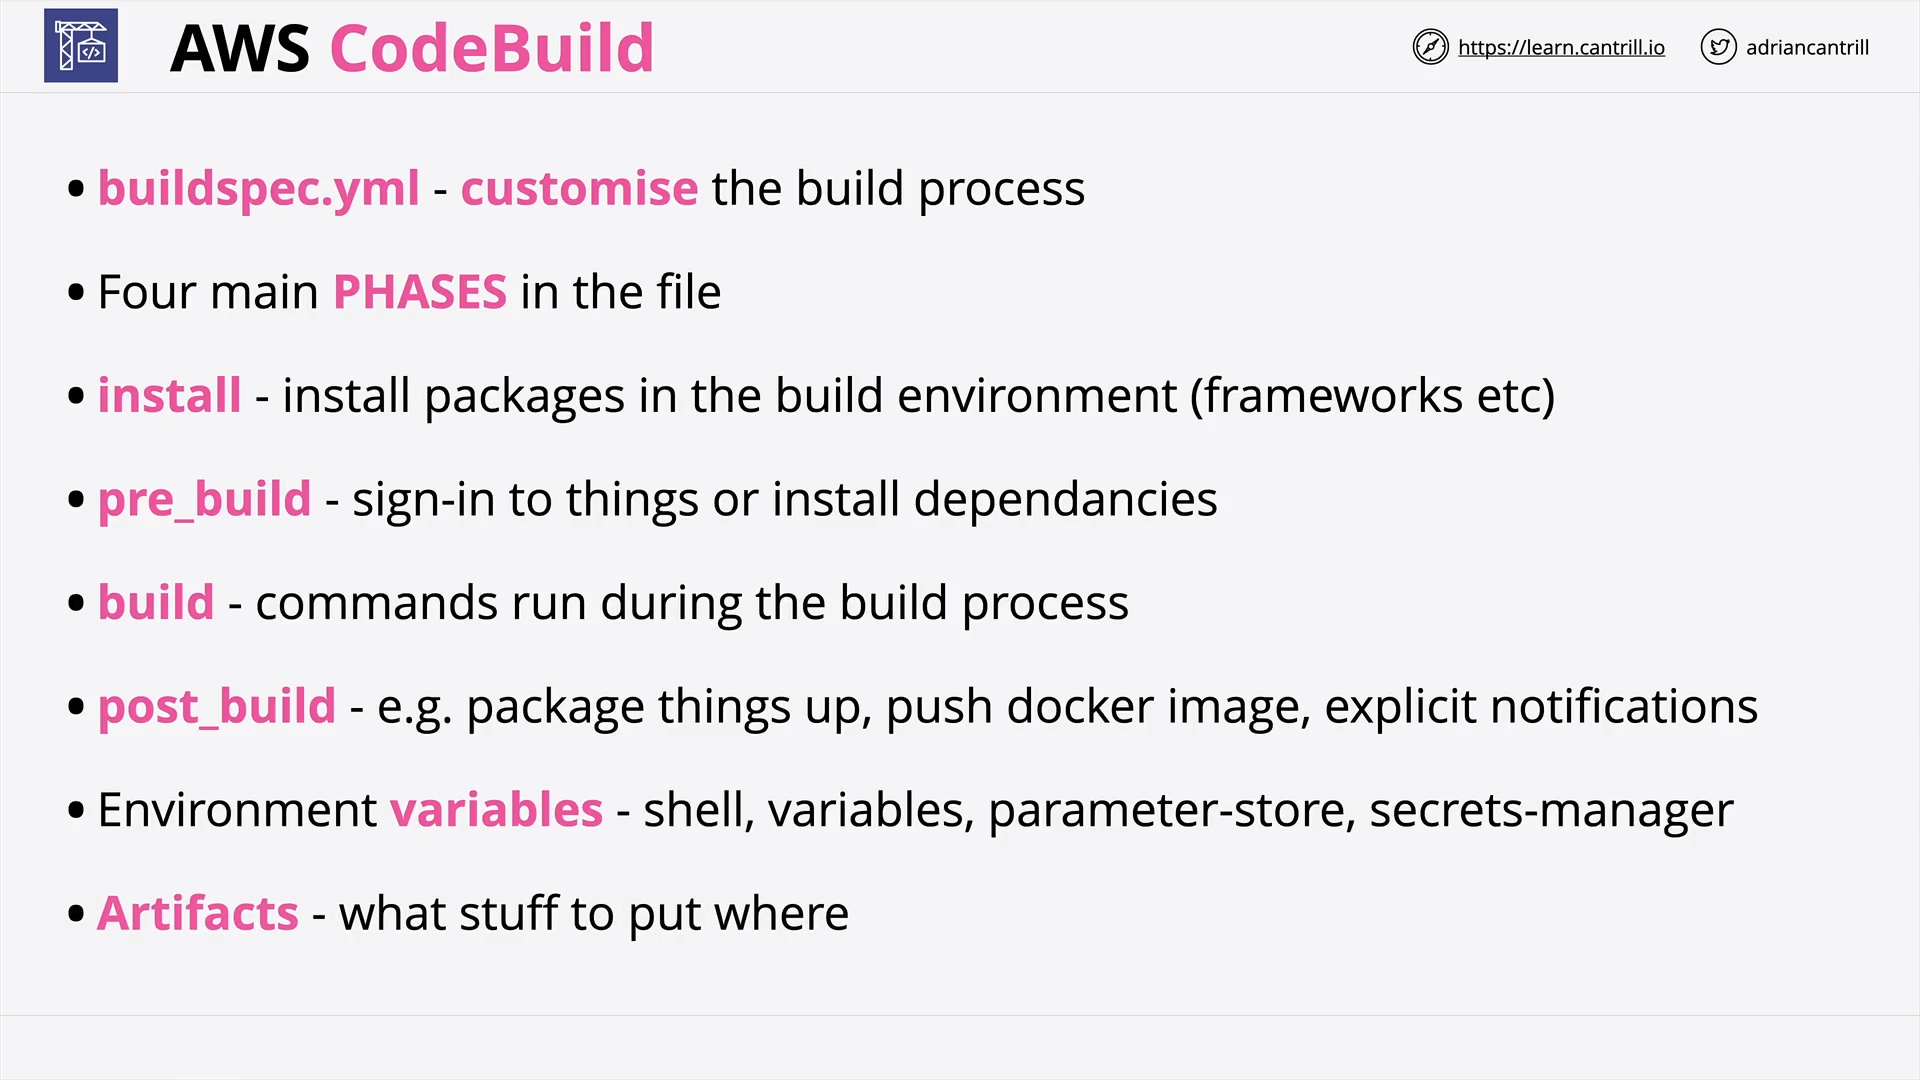 AWS CodeBuild
https://learn.cantrill.io
adriancantrill
• buildspec.yml - customise the build process
• Four main PHASES in the file
• install - install packages in the build environment (frameworks etc)
• pre_build - sign-in to things or install dependancies
• build - commands run during the build process
• post_build - e.g. package things up, push docker image, explicit notifications
• Environment variables - shell, variables, parameter-store, secrets-manager
• Artifacts - what stuff to put where